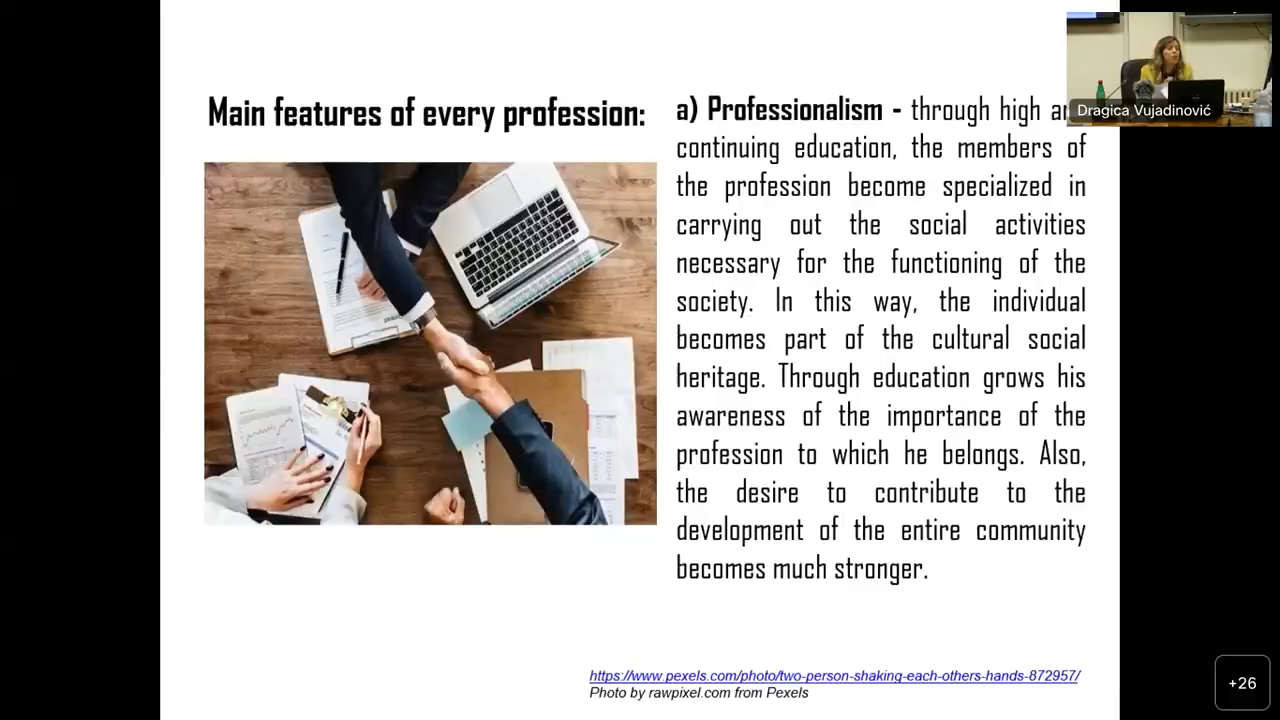 Main features of every profession:
a) Professionalism - through high
continuing education, the members of
the profession become specialized in
carrying out the social activities
necessary for the functioning of the
society. In this way, the individual
becomes part of the cultural social
heritage. Through education grows his
awareness of the importance of the
profession to which he belongs. Also,
the desire to contribute to the
development of the entire community
becomes much stronger.
https://www.pexels.com/photo/two-person-shaking-each-others-hands-872957/
Photo by rawpixel.com from Pexels
Dragica Vujadinović
+26